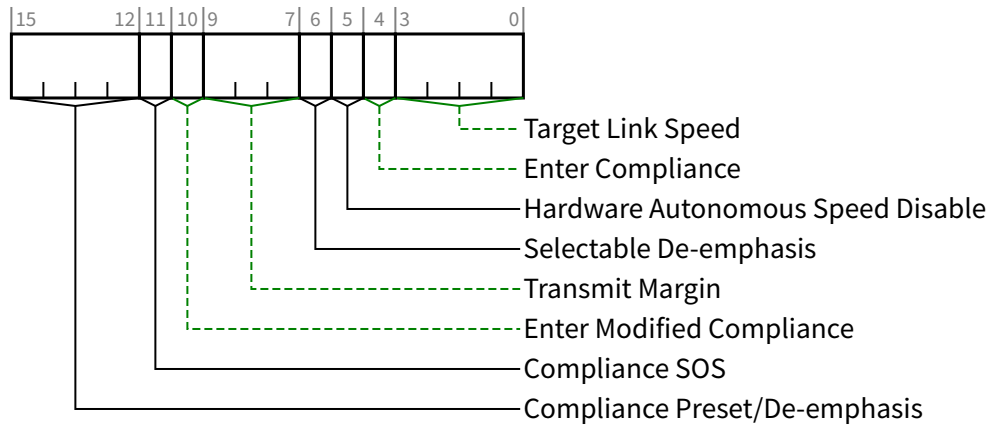 15 12 11 10 9 7 6 5 4 3 0
Target Link Speed
Enter Compliance
Hardware Autonomous Speed Disable
Selectable De-emphasis
Transmit Margin
Enter Modified Compliance
Compliance SOS
Compliance Preset/De-emphasis